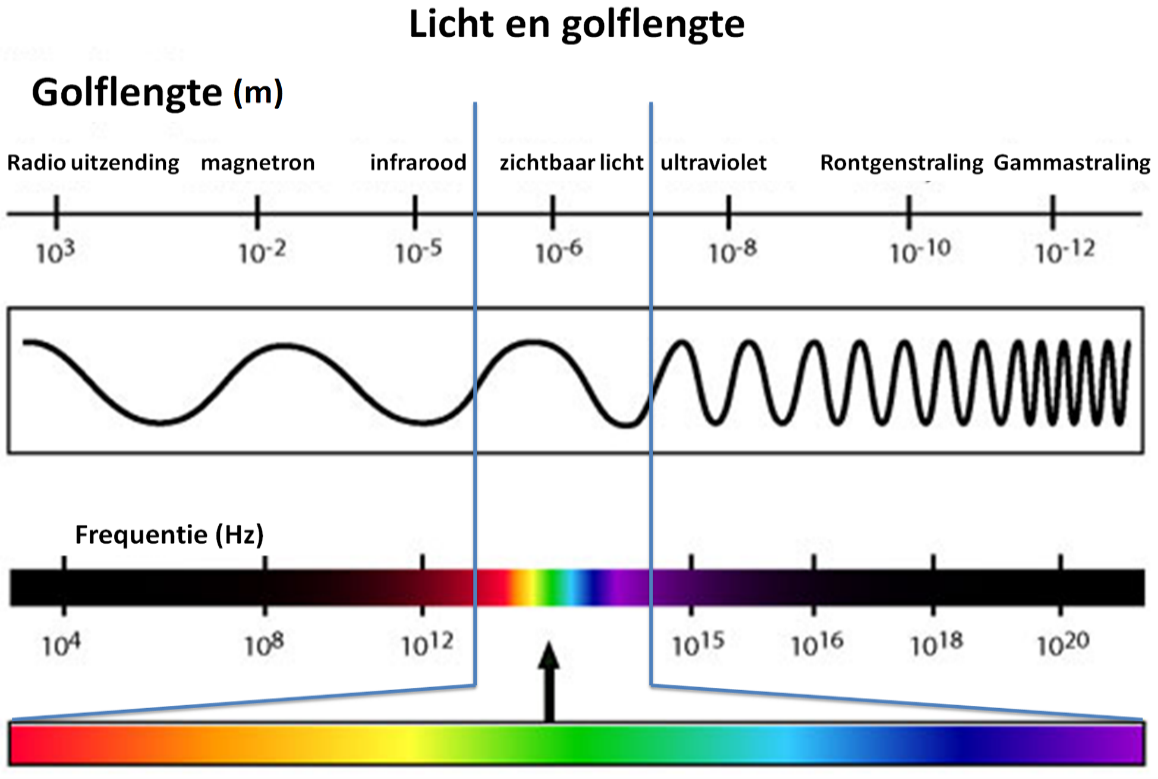 Licht en golflengte
Golflengte (m)
Radio uitzending magnetron infrarood zichtbaar licht ultraviolet Rontgenstraling Gammastraling
10³ 10⁻² 10⁻⁵ 10⁻⁶ 10⁻⁸ 10⁻¹⁰ 10⁻¹²
Frequentie (Hz)
10⁴ 10⁸ 10¹² 10¹⁵ 10¹⁶ 10¹⁸ 10²⁰